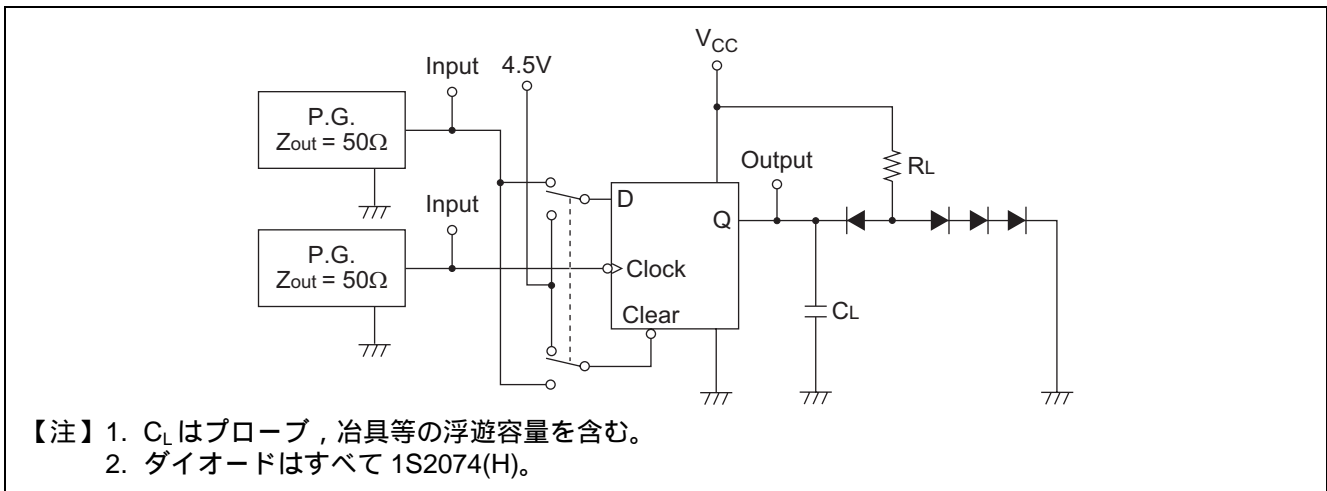 VCC
Input
4.5V
P.G.
Zout = 50Ω
Output
RL
Input
D
Q
P.G.
Zout = 50Ω
Clock
Clear
CL
【注】1. CLはプローブ，冶具等の浮遊容量を含む。
2. ダイオードはすべて 1S2074(H)。